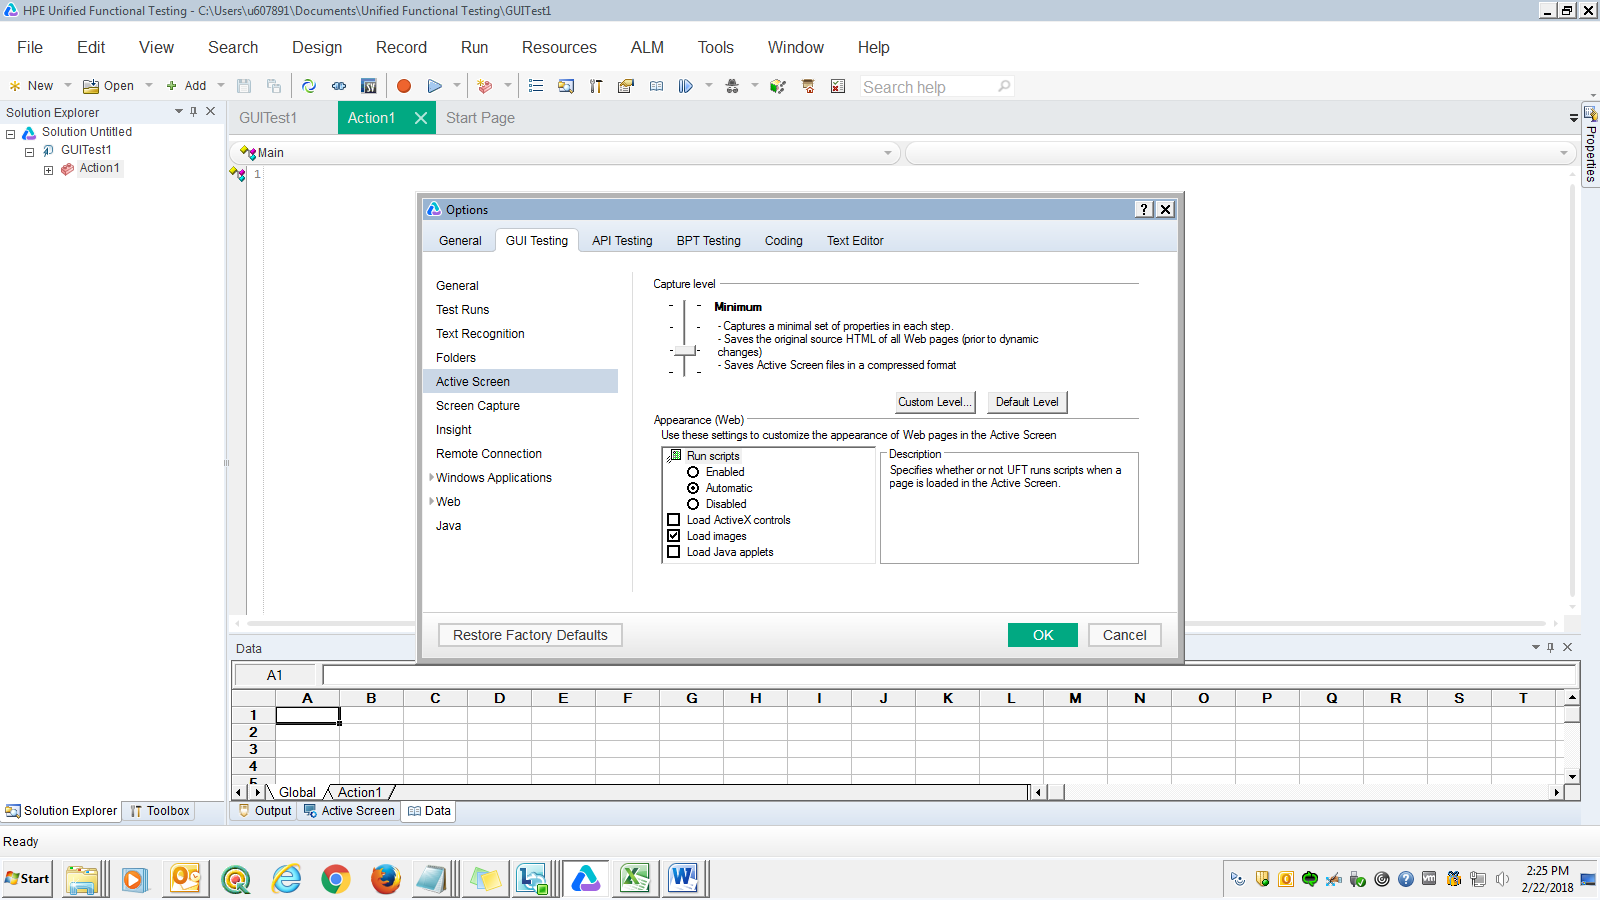 HPE Unified Functional Testing - C:\Users\u607891\Documents\Unified Functional Testing\GUITest1
File Edit View Search Design Record Run Resources ALM Tools Window Help
New Open Add Search help
Solution Explorer
Solution Untitled
GUITest1
Action1
GUITest1 Action1 Start Page
Main
1
Properties
Options
General GUI Testing API Testing BPT Testing Coding Text Editor
General
Test Runs
Text Recognition
Folders
Active Screen
Screen Capture
Insight
Remote Connection
Windows Applications
Web
Java
Capture level
Minimum
- Captures a minimal set of properties in each step.
- Saves the original source HTML of all Web pages (prior to dynamic
changes)
- Saves Active Screen files in a compressed format
Custom Level... Default Level
Appearance (Web)
Use these settings to customize the appearance of Web pages in the Active Screen
Run scripts
Enabled
Automatic
Disabled
Load ActiveX controls
Load images
Load Java applets
Description
Specifies whether or not UFT runs scripts when a
page is loaded in the Active Screen.
Restore Factory Defaults OK Cancel
Data
A1
A B C D E F G H I J K L M N O P Q R S T
1
2
3
4
5
Global Action1
Solution Explorer Toolbox Output Active Screen Data
Ready
Start
2:25 PM
2/22/2018